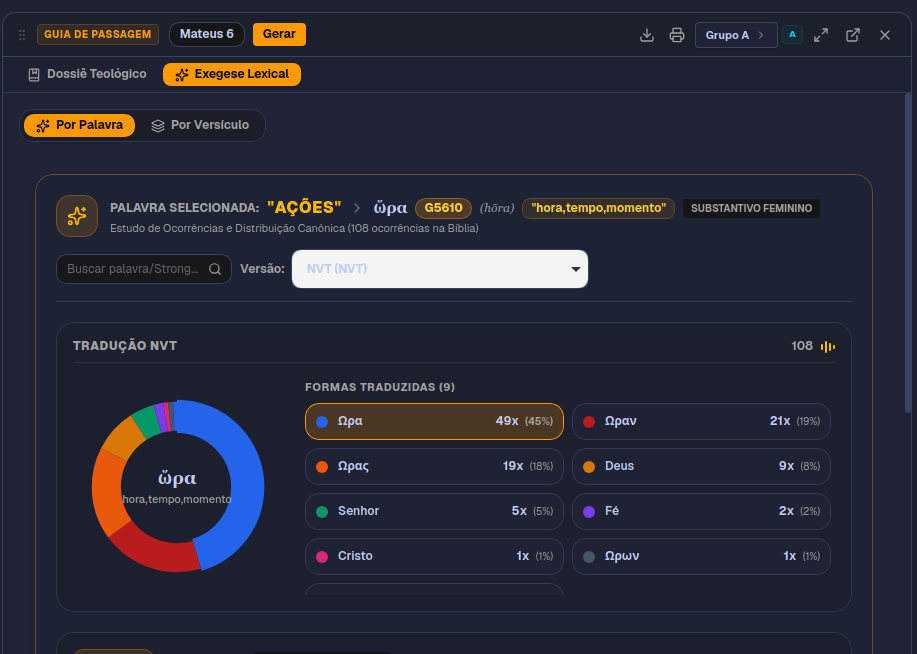 GUIA DE PASSAGEM Mateus 6 Gerar Grupo A A
Dossiê Teológico Exegese Lexical
Por Palavra Por Versículo
PALAVRA SELECIONADA: "AÇÕES" ὥρα G5610 (hōra) "hora,tempo,momento" SUBSTANTIVO FEMININO
Estudo de Ocorrências e Distribuição Canônica (108 ocorrências na Bíblia)
Buscar palavra/Strong... Versão: NVT (NVT)
TRADUÇÃO NVT 108
FORMAS TRADUZIDAS (9)
Ωρα 49x (45%) Ωραν 21x (19%)
Ωρας 19x (18%) Deus 9x (8%)
ὥρα
hora,tempo,momento
Senhor 5x (5%) Fé 2x (2%)
Cristo 1x (1%) Ωρων 1x (1%)